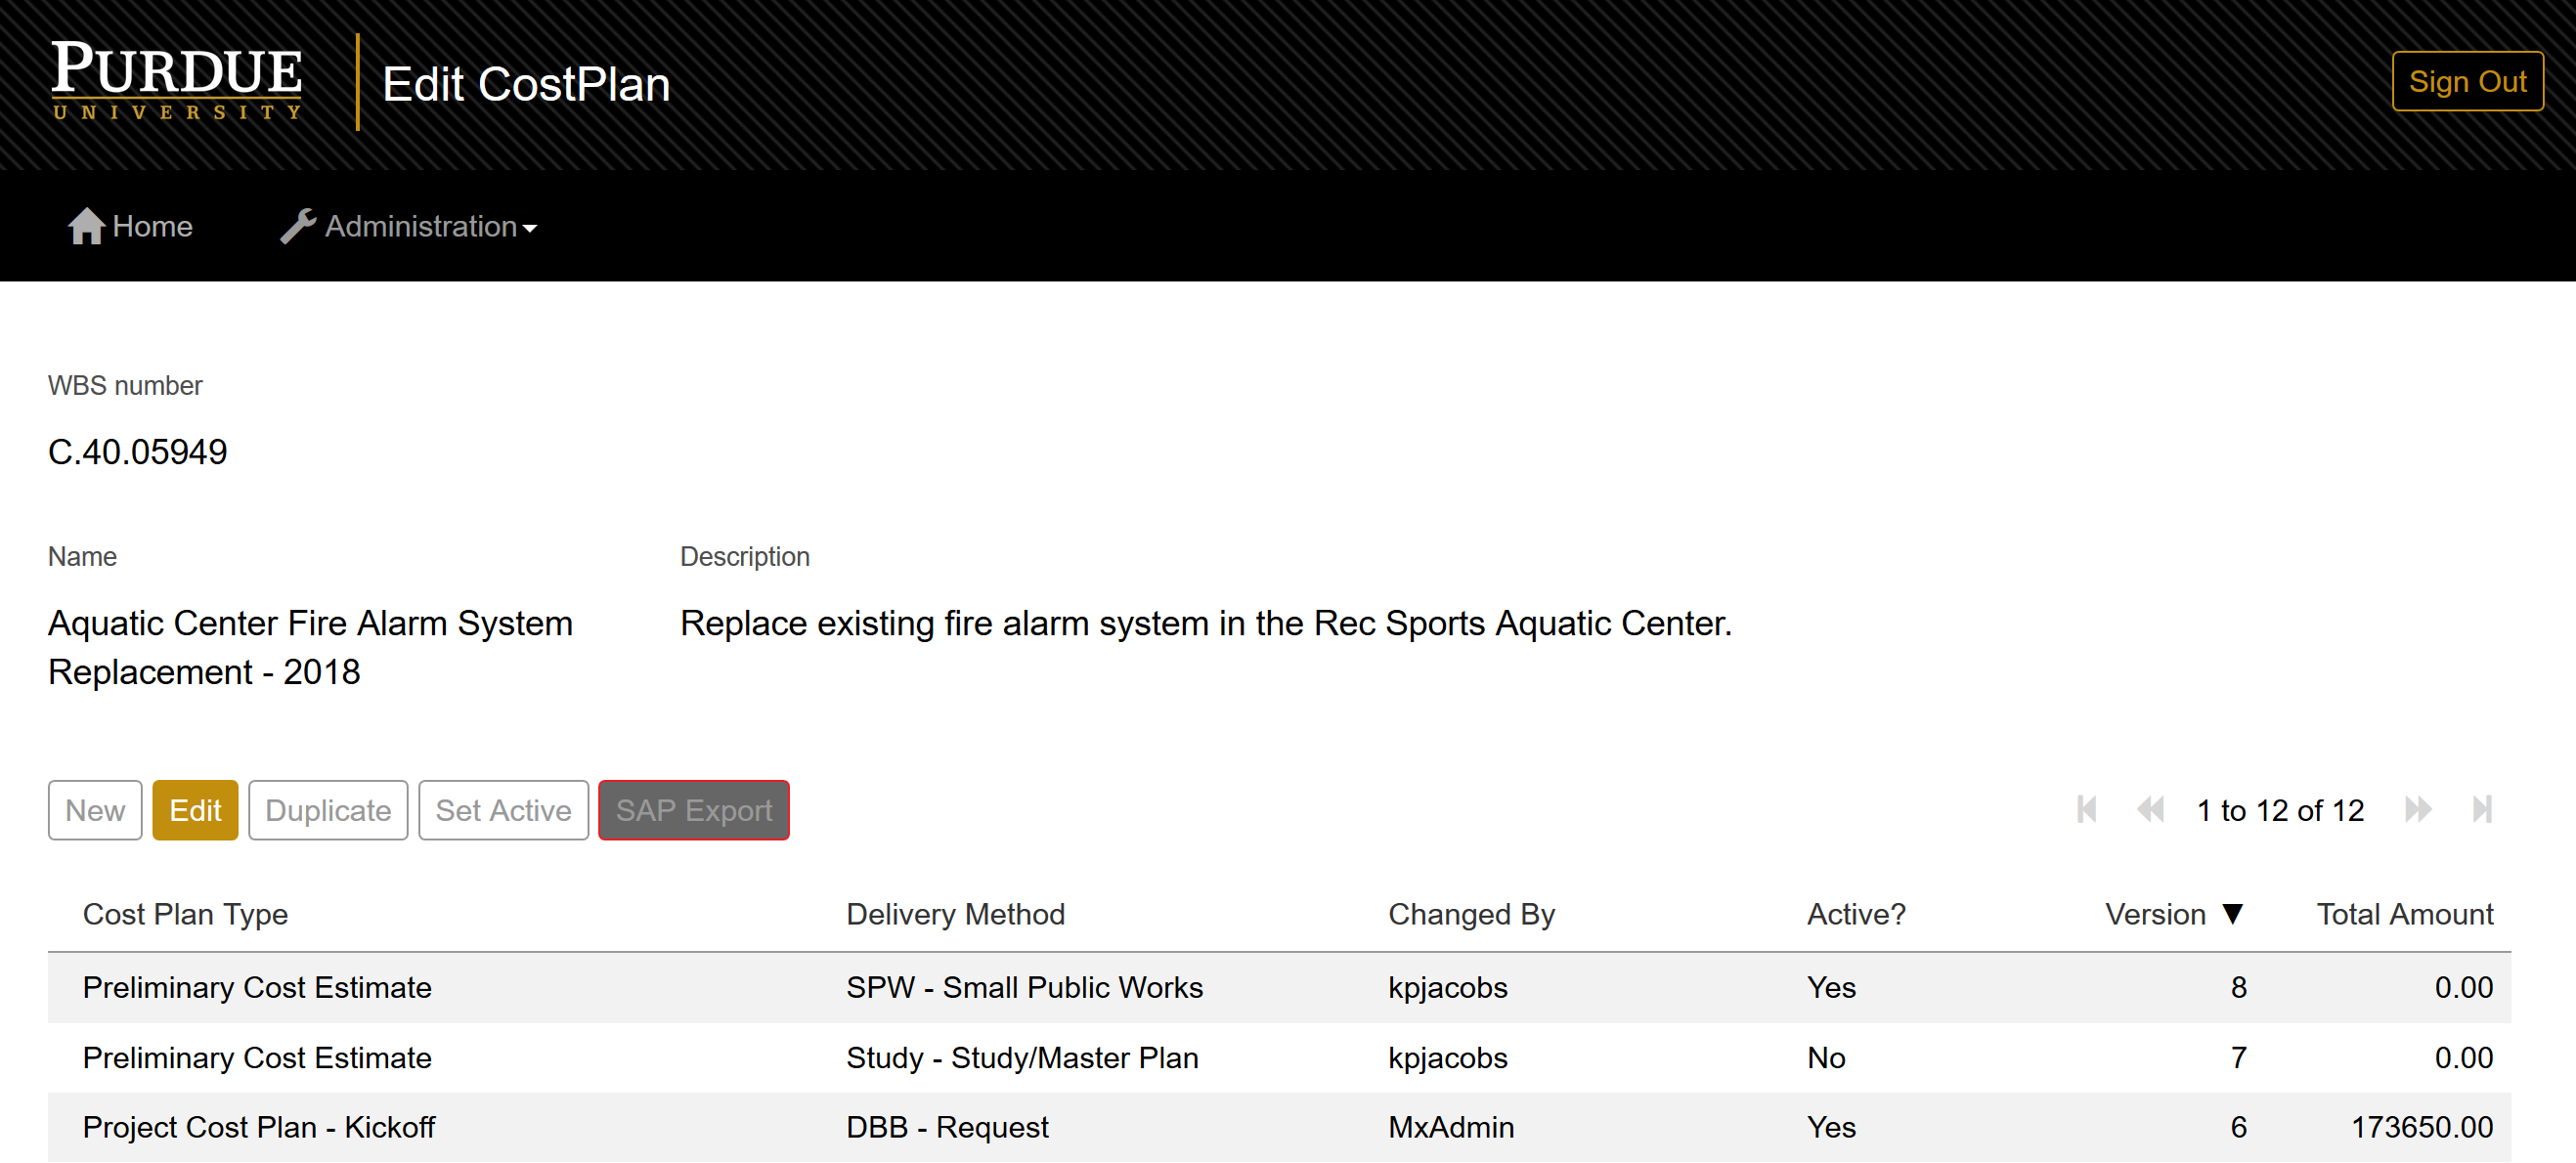 PURDUE
UNIVERSITY
Edit CostPlan
Sign Out
Home
Administration
WBS number
C.40.05949
Name
Description
Aquatic Center Fire Alarm System
Replacement - 2018
Replace existing fire alarm system in the Rec Sports Aquatic Center.
New Edit Duplicate Set Active SAP Export 1 to 12 of 12
Cost Plan Type Delivery Method Changed By Active? Version ▼ Total Amount
Preliminary Cost Estimate SPW - Small Public Works kpjacobs Yes 8 0.00
Preliminary Cost Estimate Study - Study/Master Plan kpjacobs No 7 0.00
Project Cost Plan - Kickoff DBB - Request MxAdmin Yes 6 173650.00